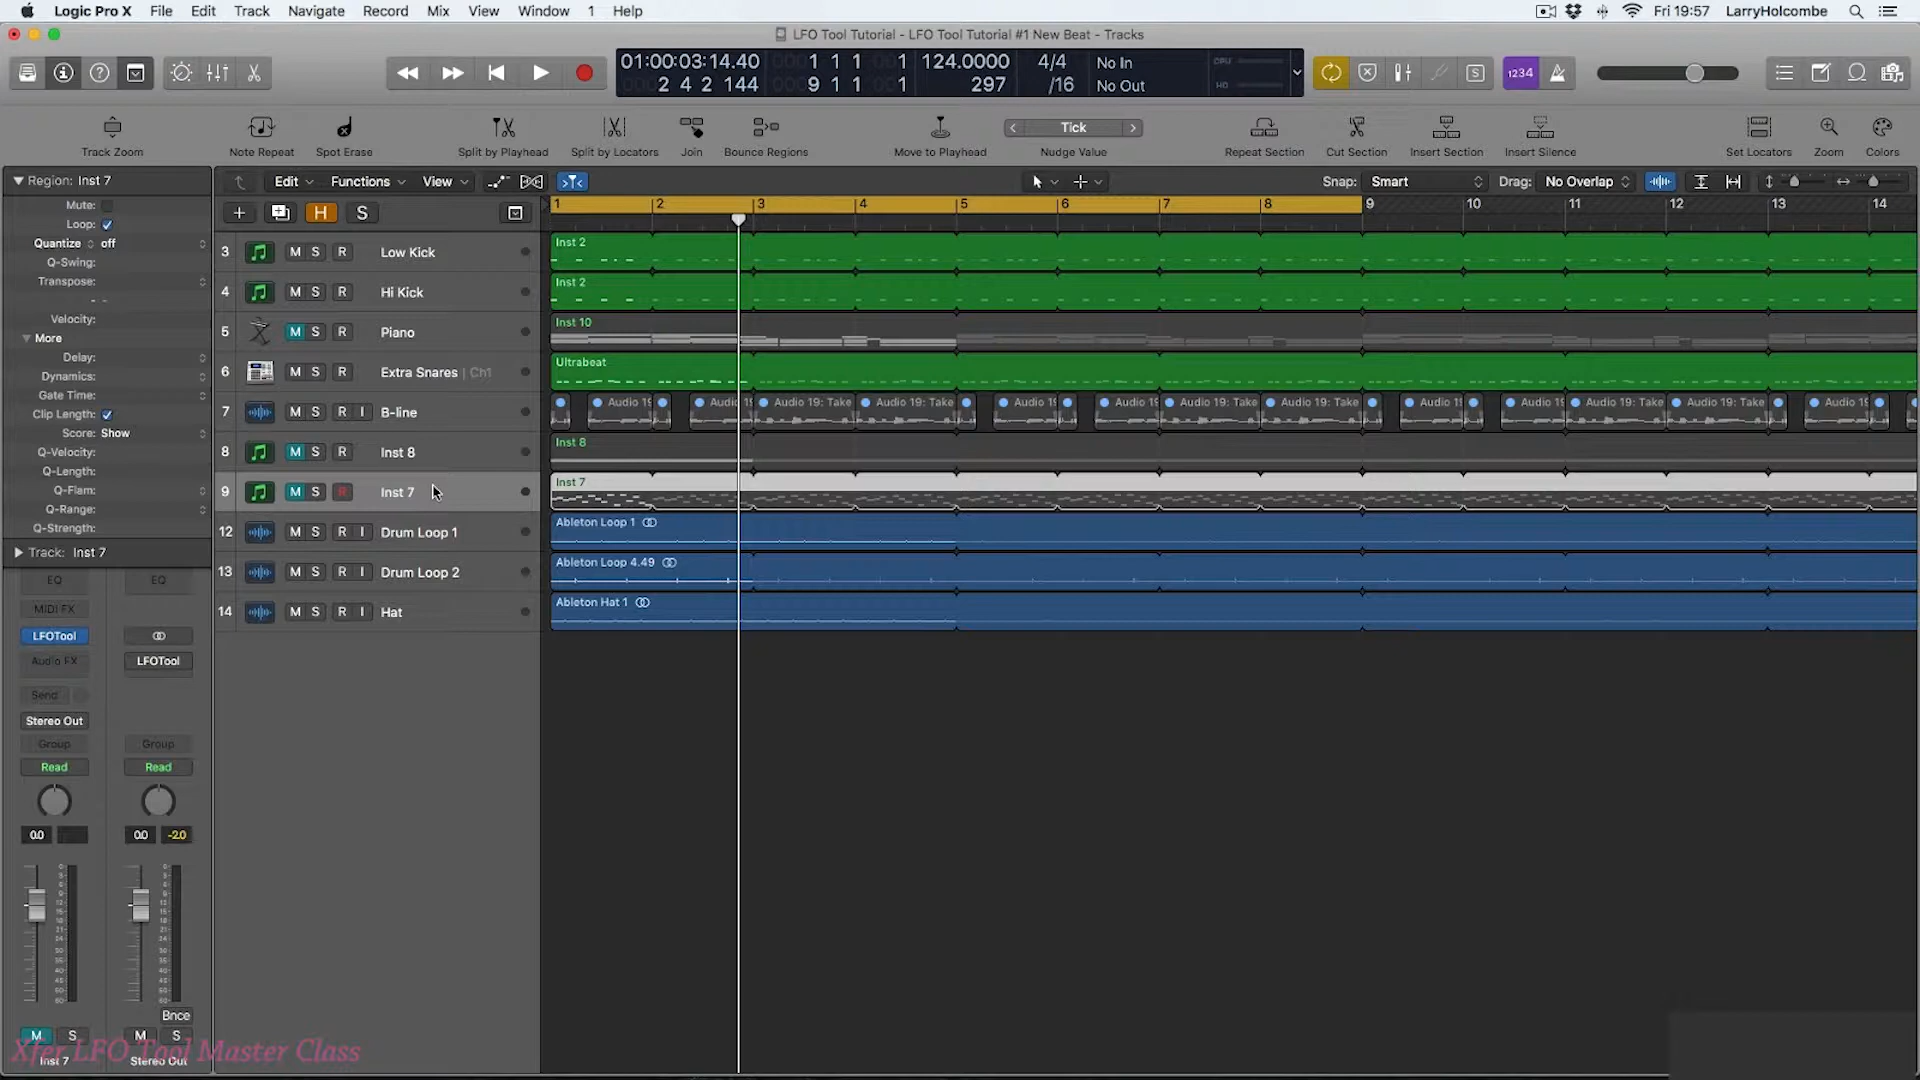 Logic Pro X File Edit Track Navigate Record Mix View Window 1 Help Fri 19:57 LarryHolcombe
LFO Tool Tutorial - LFO Tool Tutorial #1 New Beat - Tracks
01:00:03:14.40 1 1 1 1 124.0000 4/4 No In CPU
2 4 2 144 9 1 1 1 297 /16 No Out HD
1234
S
Tick
Track Zoom Note Repeat Spot Erase Split by Playhead Split by Locators Join Bounce Regions Move to Playhead Nudge Value Repeat Section Cut Section Insert Section Insert Silence Set Locators Zoom Colors
Region: Inst 7 Edit Functions View Snap: Smart Drag: No Overlap
Mute:
H S
1 2 3 4 5 6 7 8 9 10 11 12 13 14
Loop:
Quantize off
Q-Swing:
Transpose:
Velocity:
More
Delay:
Dynamics:
Gate Time:
Clip Length:
Score: Show
Q-Velocity:
Q-Length:
Q-Flam:
Q-Range:
Q-Strength:
Track: Inst 7
3 M S R Low Kick Inst 2
4 M S R Hi Kick Inst 2
5 M S R Piano Inst 10
6 M S R Extra Snares | Ch1 Ultrabeat
7 M S R I B-line Audio 19 Audio 19 Audio 19: Take Audio 19: Take Audio 19 Audio 19 Audio 19: Take Audio 19: Take Audio 19 Audio 19 Audio 19: Take Audio 19: Take Audio 19
8 M S R Inst 8 Inst 8
9 M S R Inst 7 Inst 7
12 M S R I Drum Loop 1 Ableton Loop 1
13 M S R I Drum Loop 2 Ableton Loop 4.49
14 M S R I Hat Ableton Hat 1
EQ EQ
MIDI FX
LFOTool
Audio FX LFOTool
Send
Stereo Out
Group Group
Read Read
0.0 0.0 -2.0
Bnce
M S M S
Xfer LFO Tool Master Class
Inst 7 Stereo Out